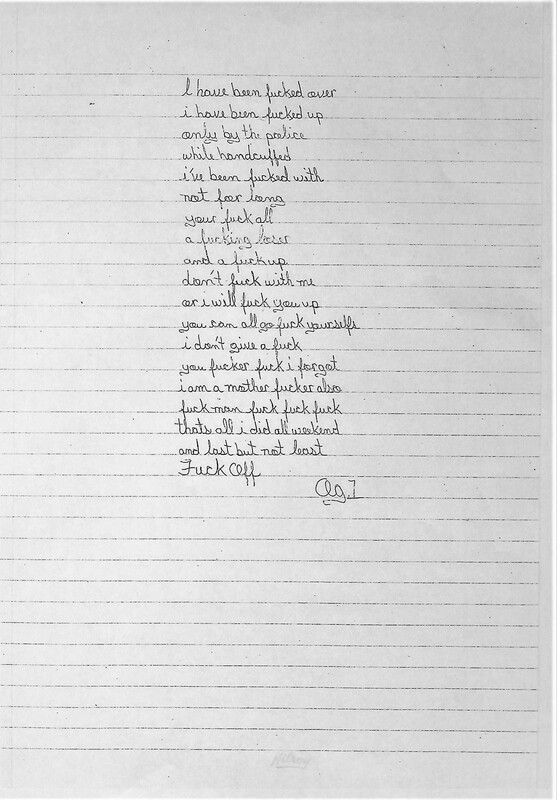 I have been fucked over
i have been fucked up
only by the police
while handcuffed
i've been fucked with
not for long
your fuck all
a fucking loser
and a fuck up
don't fuck with me
or i will fuck you up
you can all go fuck yourselfs
i don't give a fuck
you fucker fuck i forgot
i am a mother fucker also
fuck man fuck fuck fuck
thats all i did all weekend
and last but not least
Fuck Off